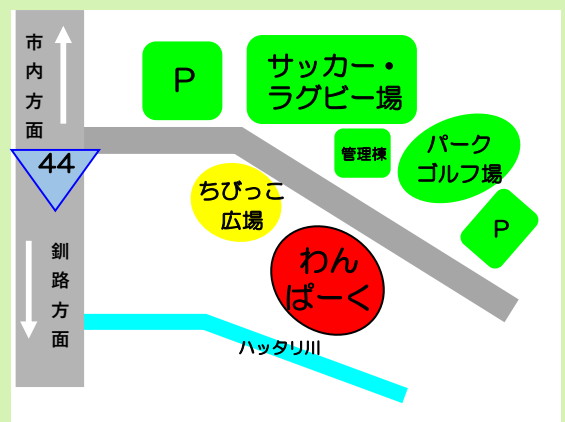 市内方面
P
サッカー・
ラグビー場
管理棟
パーク
ゴルフ場
44
ちびっこ
広場
P
わん
ぱーく
釧路方面
ハッタリ川